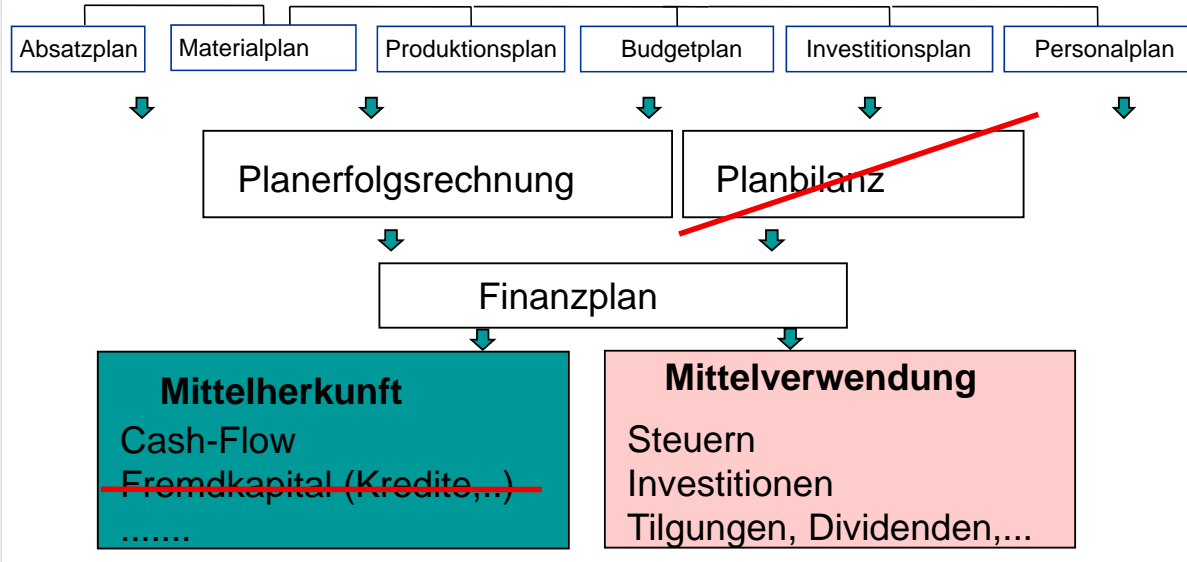 Absatzplan
Materialplan
Produktionsplan
Budgetplan
Investitionsplan
Personalplan
Planerfolgsrechnung
Planbilanz
Finanzplan
Mittelherkunft
Cash-Flow
Fremdkapital (Kredite,..)
.......
Mittelverwendung
Steuern
Investitionen
Tilgungen, Dividenden,...